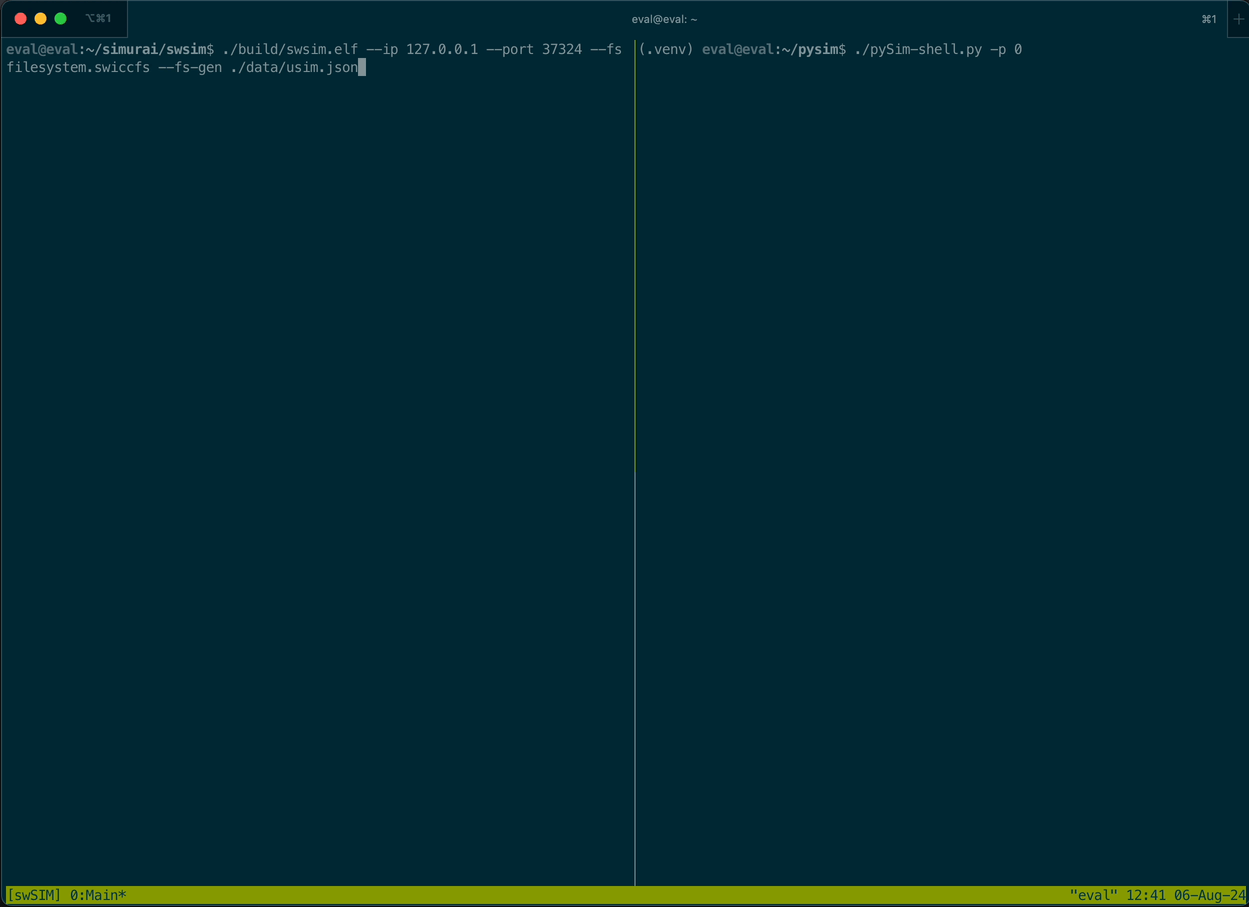 ⌥⌘1
eval@eval: ~
⌘1
eval@eval:~/simurai/swsim$ ./build/swsim.elf --ip 127.0.0.1 --port 37324 --fs
filesystem.swiccfs --fs-gen ./data/usim.json
(.venv) eval@eval:~/pysim$ ./pySim-shell.py -p 0
[swSIM] 0:Main*
"eval" 12:41 06-Aug-24